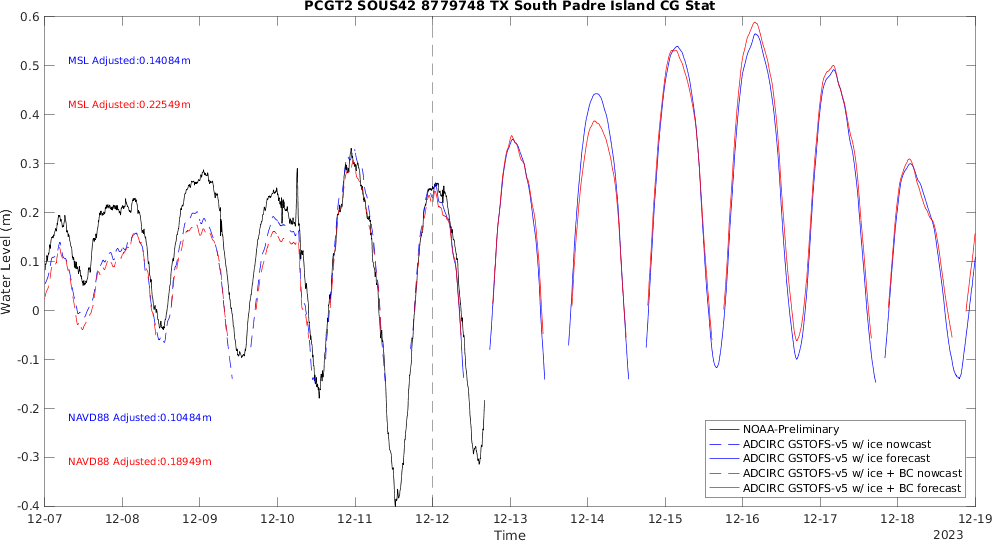 PCGT2 SOUS42 8779748 TX South Padre Island CG Stat
0.6
0.5
0.4
0.3
0.2
0.1
0
-0.1
-0.2
-0.3
-0.4
Water Level (m)
MSL Adjusted:0.14084m
MSL Adjusted:0.22549m
NAVD88 Adjusted:0.10484m
NAVD88 Adjusted:0.18949m
NOAA-Preliminary
ADCIRC GSTOFS-v5 w/ ice nowcast
ADCIRC GSTOFS-v5 w/ ice forecast
ADCIRC GSTOFS-v5 w/ ice + BC nowcast
ADCIRC GSTOFS-v5 w/ ice + BC forecast
12-07 12-08 12-09 12-10 12-11 12-12 12-13 12-14 12-15 12-16 12-17 12-18 12-19
Time
2023